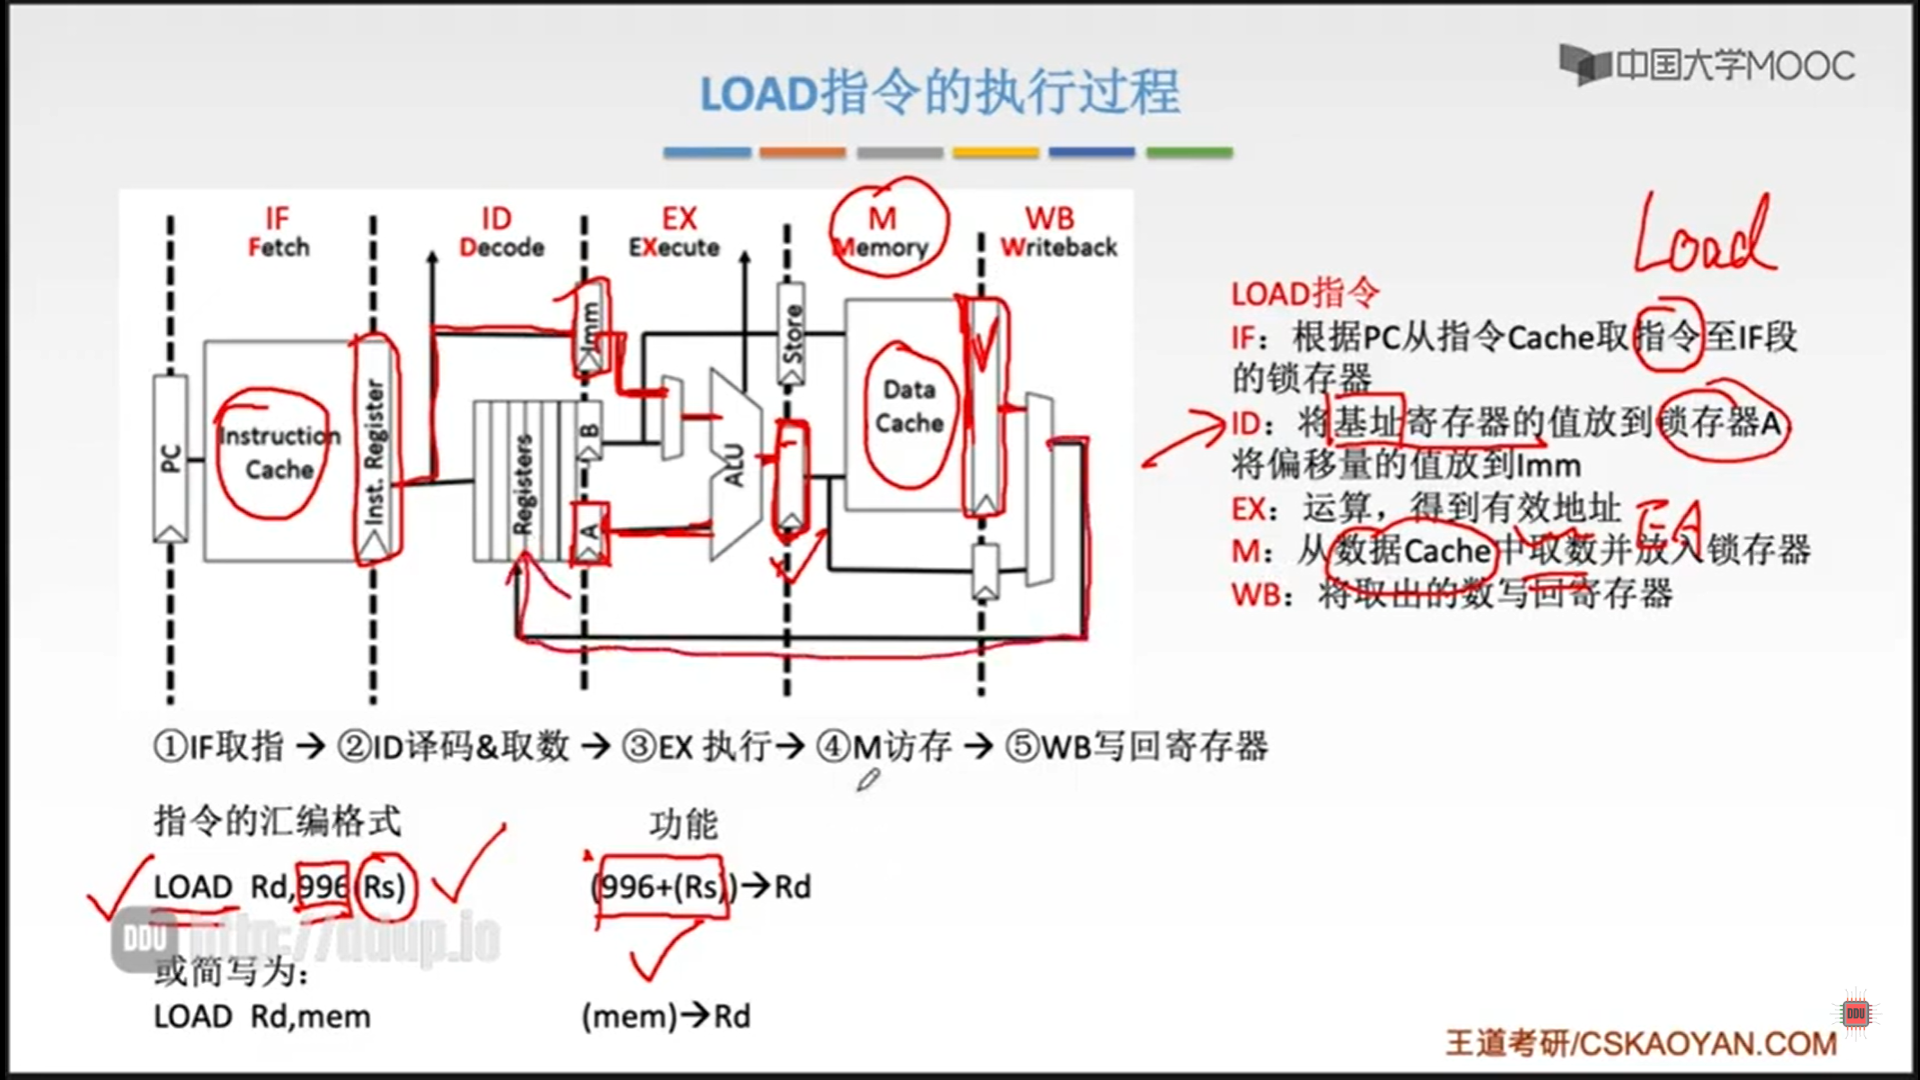 中国大学MOOC
LOAD指令的执行过程
IF
Fetch
ID
Decode
EX
EXecute
M
Memory
WB
Writeback
PC
Instruction
Cache
Inst. Register
Registers
Imm
B
A
ALU
Store
Data
Cache
Load
LOAD指令
IF：根据PC从指令Cache取指令至IF段
的锁存器
ID：将基址寄存器的值放到锁存器A，
将偏移量的值放到Imm
EX：运算，得到有效地址 EA
M：从数据Cache中取数并放入锁存器
WB：将取出的数写回寄存器
①IF取指 → ②ID译码&取数 → ③EX 执行→ ④M访存 → ⑤WB写回寄存器
指令的汇编格式 功能
LOAD Rd,996(Rs) (996+(Rs))→Rd
DDU http://ddup.io
或简写为：
LOAD Rd,mem (mem)→Rd
DDU
王道考研/CSKAOYAN.COM